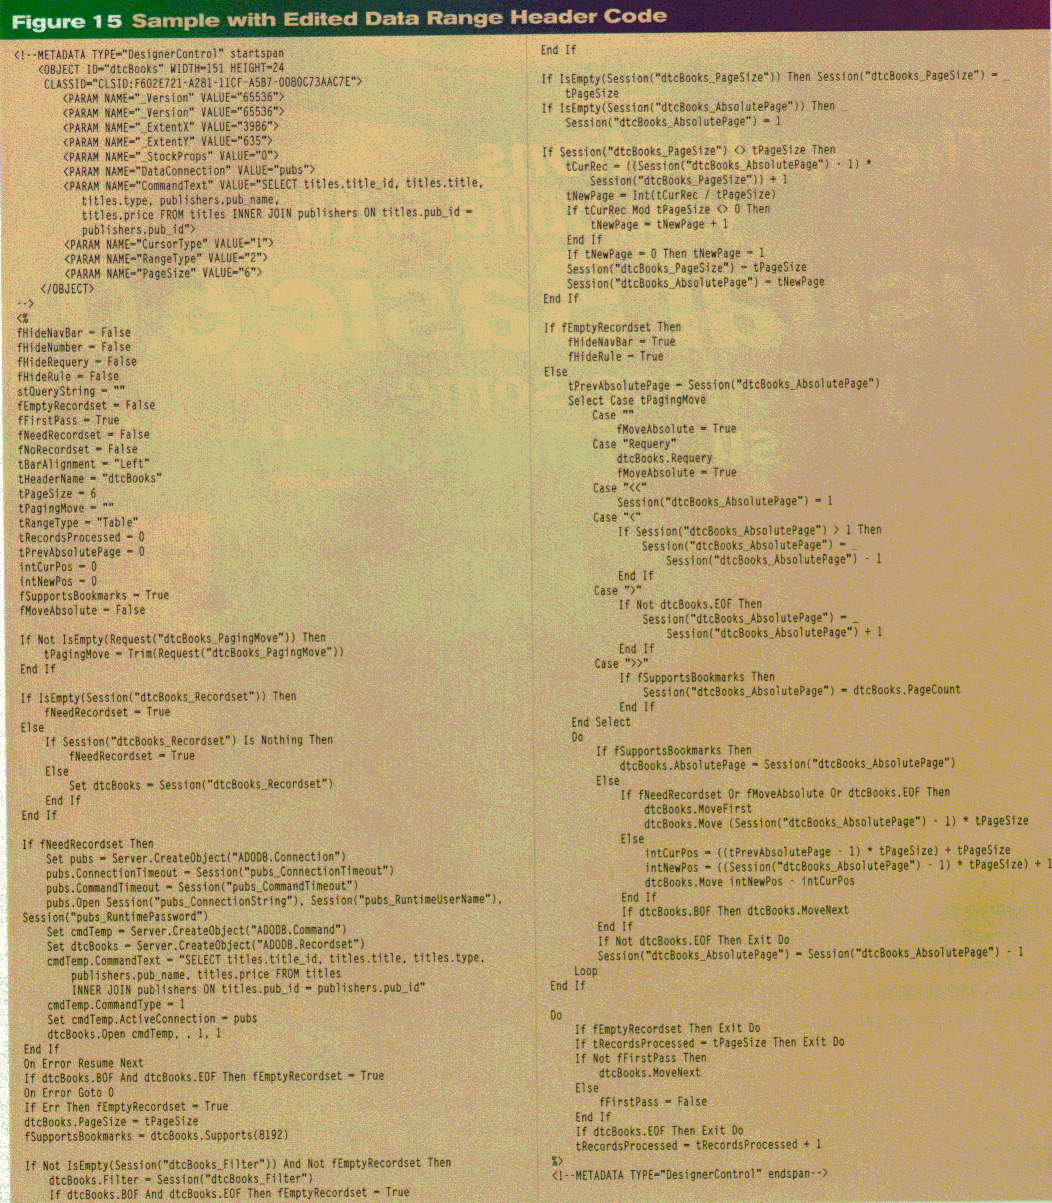 Figure 15 Sample with Edited Data Range Header Code
<!--METADATA TYPE="DesignerControl" startspan
<OBJECT ID="dtcBooks" WIDTH=151 HEIGHT=24
CLASSID="CLSID:F602E721-A281-11CF-A5B7-0080C73AAC7E">
<PARAM NAME="_Version" VALUE="65536">
<PARAM NAME="_Version" VALUE="65536">
<PARAM NAME="_ExtentX" VALUE="3986">
<PARAM NAME="_ExtentY" VALUE="635">
<PARAM NAME="_StockProps" VALUE="0">
<PARAM NAME="DataConnection" VALUE="pubs">
<PARAM NAME="CommandText" VALUE="SELECT titles.title_id, titles.title,
titles.type, publishers.pub_name,
titles.price FROM titles INNER JOIN publishers ON titles.pub_id =
publishers.pub_id">
<PARAM NAME="CursorType" VALUE="1">
<PARAM NAME="RangeType" VALUE="2">
<PARAM NAME="PageSize" VALUE="6">
</OBJECT>
-->
<%
fHideNavBar = False
fHideNumber = False
fHideRequery = False
fHideRule = False
stQueryString = ""
fEmptyRecordset = False
fFirstPass = True
fNeedRecordset = False
fNoRecordset = False
tBarAlignment = "Left"
tHeaderName = "dtcBooks"
tPageSize = 6
tPagingMove = ""
tRangeType = "Table"
tRecordsProcessed = 0
tPrevAbsolutePage = 0
intCurPos = 0
intNewPos = 0
fSupportsBookmarks = True
fMoveAbsolute = False
If Not IsEmpty(Request("dtcBooks_PagingMove")) Then
tPagingMove = Trim(Request("dtcBooks_PagingMove"))
End If
If IsEmpty(Session("dtcBooks_Recordset")) Then
fNeedRecordset = True
Else
If Session("dtcBooks_Recordset") Is Nothing Then
fNeedRecordset = True
Else
Set dtcBooks = Session("dtcBooks_Recordset")
End If
End If
If fNeedRecordset Then
Set pubs = Server.CreateObject("ADODB.Connection")
pubs.ConnectionTimeout = Session("pubs_ConnectionTimeout")
pubs.CommandTimeout = Session("pubs_CommandTimeout")
pubs.Open Session("pubs_ConnectionString"), Session("pubs_RuntimeUserName"),
Session("pubs_RuntimePassword")
Set cmdTemp = Server.CreateObject("ADODB.Command")
Set dtcBooks = Server.CreateObject("ADODB.Recordset")
cmdTemp.CommandText = "SELECT titles.title_id, titles.title, titles.type,
publishers.pub_name, titles.price FROM titles
INNER JOIN publishers ON titles.pub_id = publishers.pub_id"
cmdTemp.CommandType = 1
Set cmdTemp.ActiveConnection = pubs
dtcBooks.Open cmdTemp, , 1, 1
End If
On Error Resume Next
If dtcBooks.BOF And dtcBooks.EOF Then fEmptyRecordset = True
On Error Goto 0
If Err Then fEmptyRecordset = True
dtcBooks.PageSize = tPageSize
fSupportsBookmarks = dtcBooks.Supports(8192)
If Not IsEmpty(Session("dtcBooks_Filter")) And Not fEmptyRecordset Then
dtcBooks.Filter = Session("dtcBooks_Filter")
If dtcBooks.BOF And dtcBooks.EOF Then fEmptyRecordset = True
End If
If IsEmpty(Session("dtcBooks_PageSize")) Then Session("dtcBooks_PageSize") = _
tPageSize
If IsEmpty(Session("dtcBooks_AbsolutePage")) Then _
Session("dtcBooks_AbsolutePage") = 1
If Session("dtcBooks_PageSize") <> tPageSize Then
tCurRec = ((Session("dtcBooks_AbsolutePage") - 1) *
Session("dtcBooks_PageSize")) + 1
tNewPage = Int(tCurRec / tPageSize)
If tCurRec Mod tPageSize <> 0 Then
tNewPage = tNewPage + 1
End If
If tNewPage = 0 Then tNewPage = 1
Session("dtcBooks_PageSize") = tPageSize
Session("dtcBooks_AbsolutePage") = tNewPage
End If
If fEmptyRecordset Then
fHideNavBar = True
fHideRule = True
Else
tPrevAbsolutePage = Session("dtcBooks_AbsolutePage")
Select Case tPagingMove
Case ""
fMoveAbsolute = True
Case "Requery"
dtcBooks.Requery
fMoveAbsolute = True
Case "<<"
Session("dtcBooks_AbsolutePage") = 1
Case "<"
If Session("dtcBooks_AbsolutePage") > 1 Then
Session("dtcBooks_AbsolutePage") = _
Session("dtcBooks_AbsolutePage") - 1
End If
Case ">"
If Not dtcBooks.EOF Then
Session("dtcBooks_AbsolutePage") = _
Session("dtcBooks_AbsolutePage") + 1
End If
Case ">>"
If fSupportsBookmarks Then
Session("dtcBooks_AbsolutePage") = dtcBooks.PageCount
End If
End Select
Do
If fSupportsBookmarks Then
dtcBooks.AbsolutePage = Session("dtcBooks_AbsolutePage")
Else
If fNeedRecordset Or fMoveAbsolute Or dtcBooks.EOF Then
dtcBooks.MoveFirst
dtcBooks.Move (Session("dtcBooks_AbsolutePage") - 1) * tPageSize
Else
intCurPos = ((tPrevAbsolutePage - 1) * tPageSize) + tPageSize
intNewPos = ((Session("dtcBooks_AbsolutePage") - 1) * tPageSize) + 1
dtcBooks.Move intNewPos - intCurPos
End If
If dtcBooks.BOF Then dtcBooks.MoveNext
End If
If Not dtcBooks.EOF Then Exit Do
Session("dtcBooks_AbsolutePage") = Session("dtcBooks_AbsolutePage") - 1
Loop
End If
Do
If fEmptyRecordset Then Exit Do
If tRecordsProcessed = tPageSize Then Exit Do
If Not fFirstPass Then
dtcBooks.MoveNext
Else
fFirstPass = False
End If
If dtcBooks.EOF Then Exit Do
tRecordsProcessed = tRecordsProcessed + 1
%>
<!--METADATA TYPE="DesignerControl" endspan-->